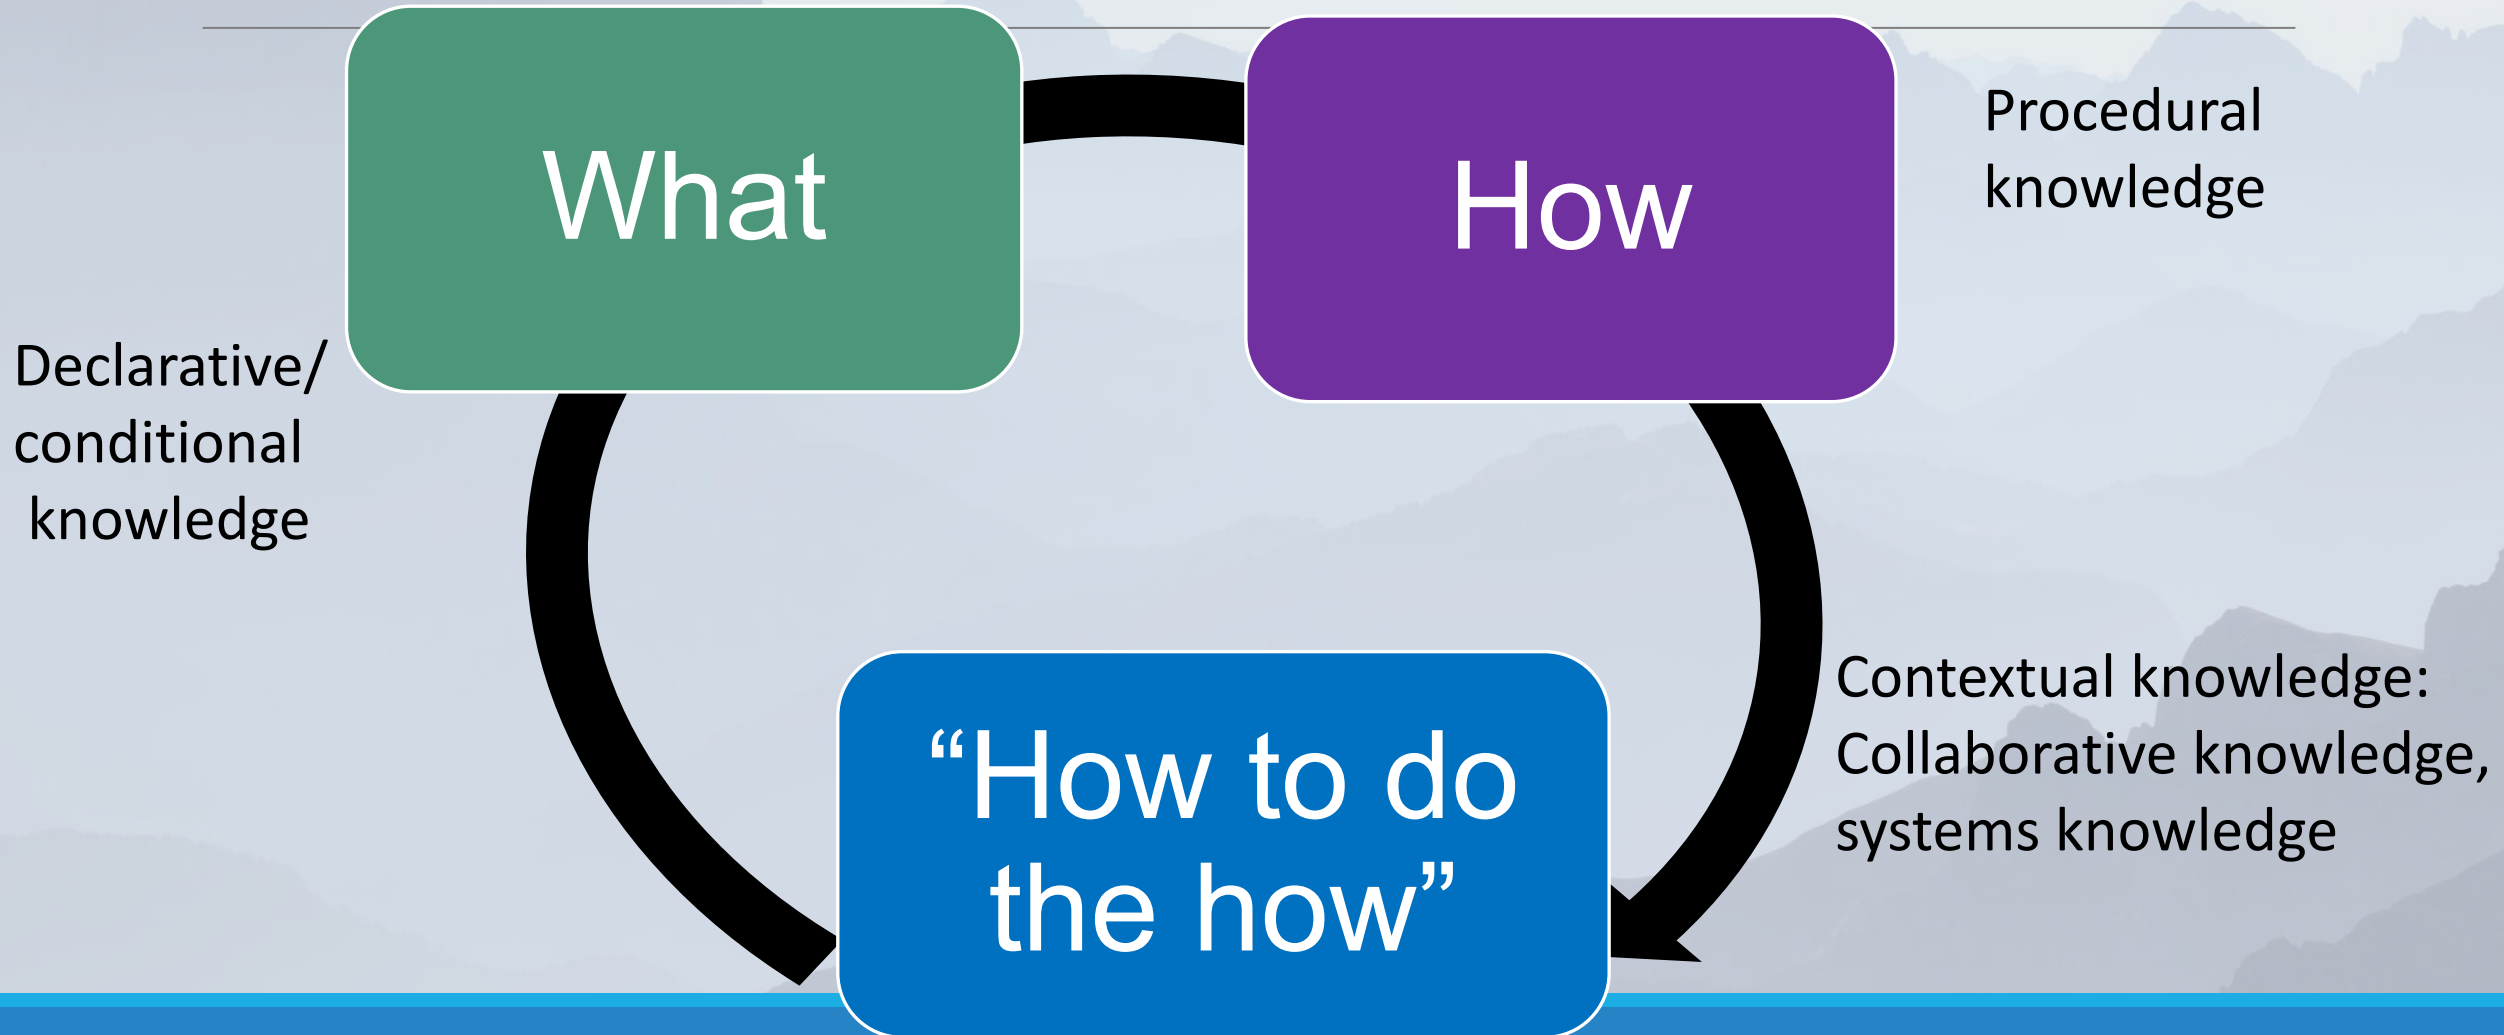 What
How
Procedural
knowledge
Declarative/
conditional
knowledge
“How to do
the how”
Contextual knowledge:
Collaborative knowledge,
systems knowledge